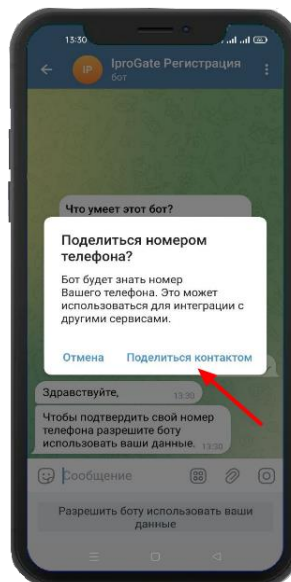 13:30
IP
IproGate Регистрация
бот
Что умеет этот бот?
Поделиться номером
телефона?
Бот будет знать номер
Вашего телефона. Это может
использоваться для интеграции с
другими сервисами.
Отмена Поделиться контактом
Здравствуйте,
13:30
Чтобы подтвердить свой номер
телефона разрешите боту
использовать ваши данные. 13:30
Сообщение
Разрешить боту использовать ваши
данные